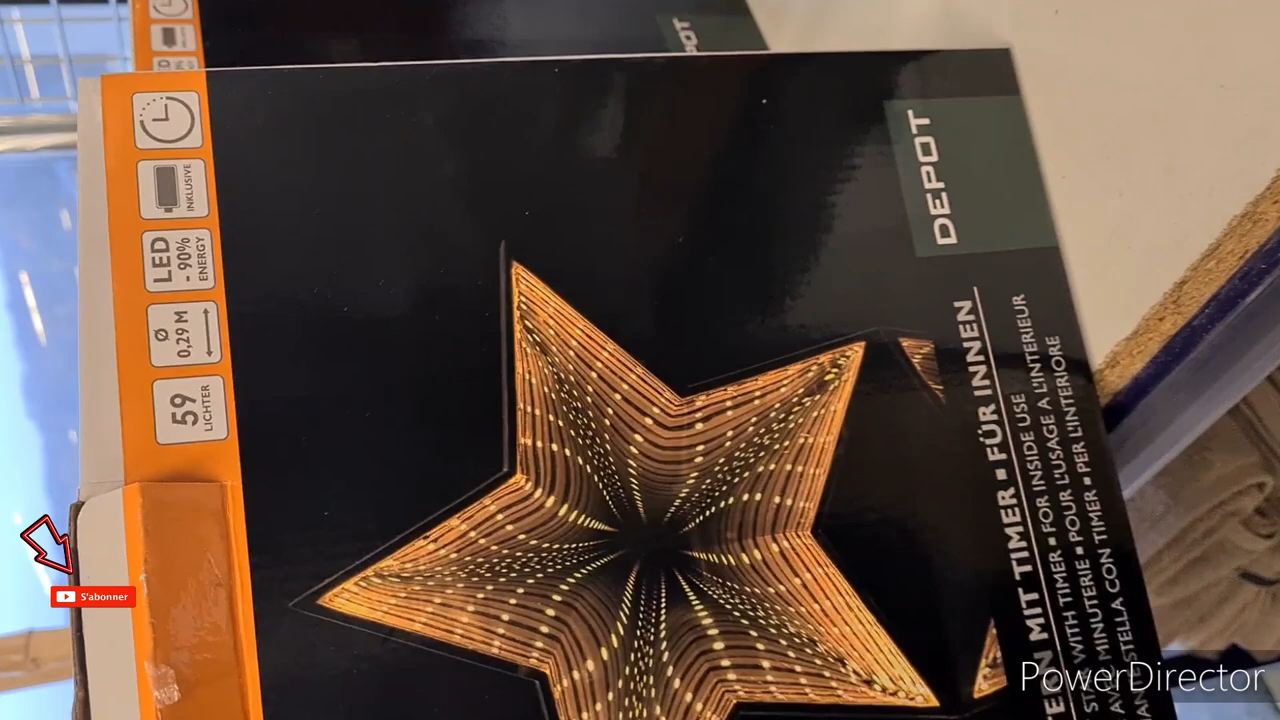 59
LICHTER
Ø
0,29 M
LED
- 90%
ENERGY
INKLUSIVE
DEPOT
MIT TIMER ▪ FÜR INNEN
WITH TIMER ▪ FOR INSIDE USE
MINUTERIE ▪ POUR L'USAGE A L'INTERIEUR
STELLA CON TIMER ▪ PER L'INTERIORE
S'abonner
PowerDirector